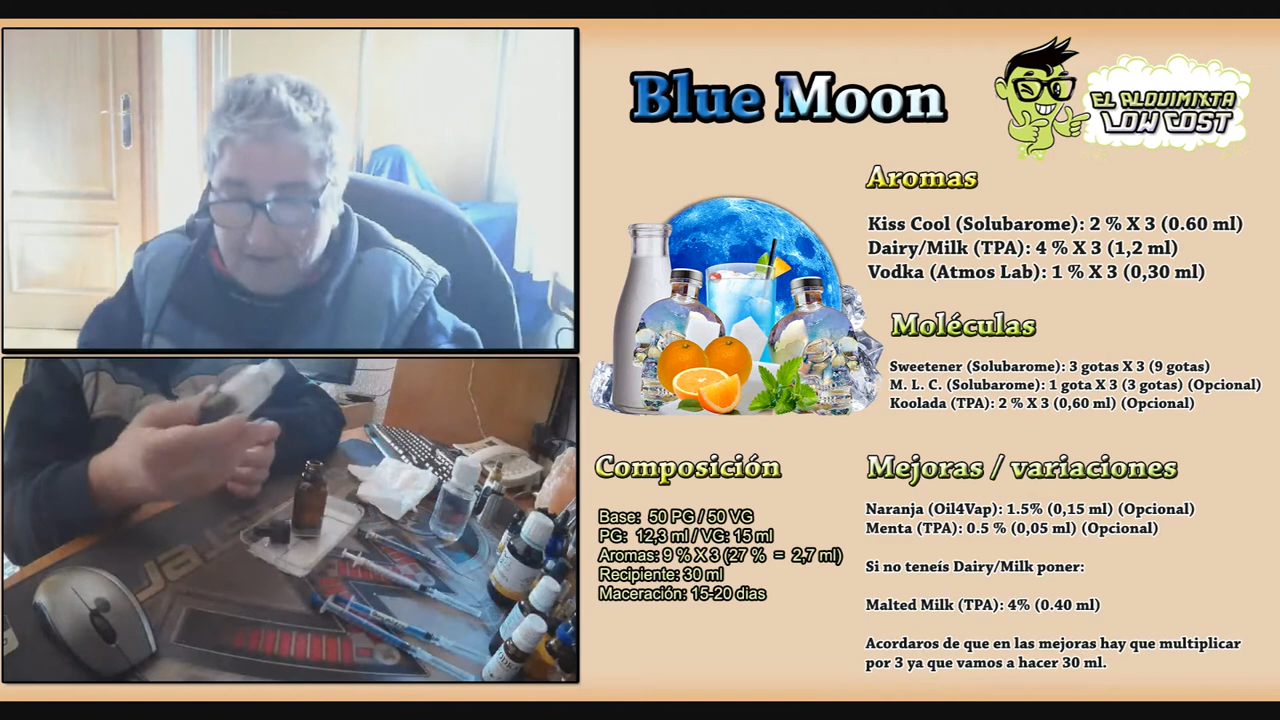 Blue Moon
EL ALQUIMIXTA
LOW COST
Aromas
Kiss Cool (Solubarome): 2 % X 3 (0.60 ml)
Dairy/Milk (TPA): 4 % X 3 (1,2 ml)
Vodka (Atmos Lab): 1 % X 3 (0,30 ml)
Moléculas
Sweetener (Solubarome): 3 gotas X 3 (9 gotas)
M. L. C. (Solubarome): 1 gota X 3 (3 gotas) (Opcional)
Koolada (TPA): 2 % X 3 (0,60 ml) (Opcional)
Composición
Base: 50 PG / 50 VG
PG: 12,3 ml / VG: 15 ml
Aromas: 9 % X 3 (27 % = 2,7 ml)
Recipiente: 30 ml
Maceración: 15-20 dias
Mejoras / variaciones
Naranja (Oil4Vap): 1.5% (0,15 ml) (Opcional)
Menta (TPA): 0.5 % (0,05 ml) (Opcional)
Si no teneís Dairy/Milk poner:
Malted Milk (TPA): 4% (0.40 ml)
Acordaros de que en las mejoras hay que multiplicar
por 3 ya que vamos a hacer 30 ml.